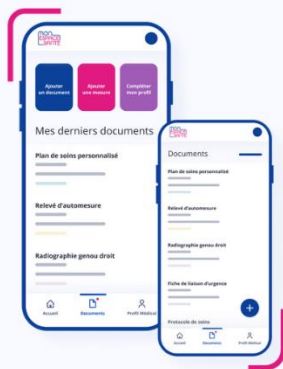 MON
ESPACE
SANTÉ
Ajouter
un document
Ajouter
une mesure
Compléter
mon profil
Mes derniers documents
Plan de soins personnalisé
Relevé d'automesure
Radiographie genou droit
Accueil
Documents
Profil Médical
MON
ESPACE
SANTÉ
Documents
Plan de soins personnalisé
Relevé d'automesure
Radiographie genou droit
Fiche de liaison d'urgence
Protocole de soins
Accueil
Documents
Profil Médical